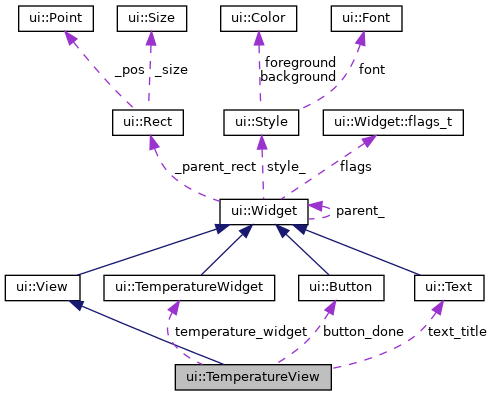 ui::Point
ui::Size
ui::Color
ui::Font
_pos
_size
foreground
background
font
ui::Rect
ui::Style
ui::Widget::flags_t
_parent_rect
style_
flags
ui::Widget
parent_
ui::View
ui::TemperatureWidget
ui::Button
ui::Text
temperature_widget
button_done
text_title
ui::TemperatureView